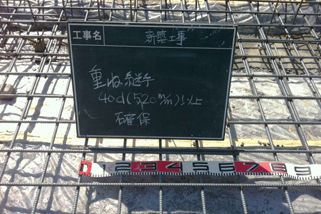 工事名 新築工事
重ね継手
40d(520㎜)以上
確保
1 2 3 4 5 6 7 8 9